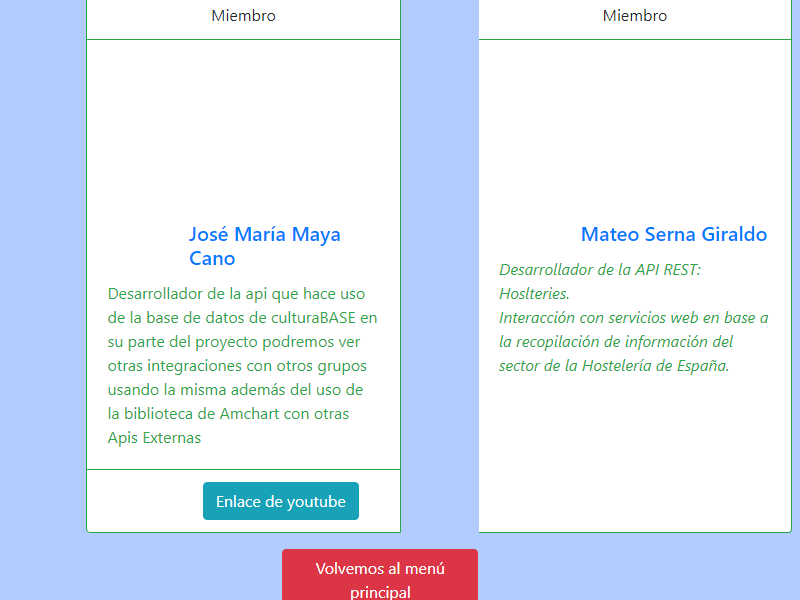 Miembro
José María Maya
Cano
Desarrollador de la api que hace uso
de la base de datos de culturaBASE en
su parte del proyecto podremos ver
otras integraciones con otros grupos
usando la misma además del uso de
la biblioteca de Amchart con otras
Apis Externas
Enlace de youtube
Miembro
Mateo Serna Giraldo
Desarrollador de la API REST:
Hoslteries.
Interacción con servicios web en base a
la recopilación de información del
sector de la Hostelería de España.
Volvemos al menú
principal